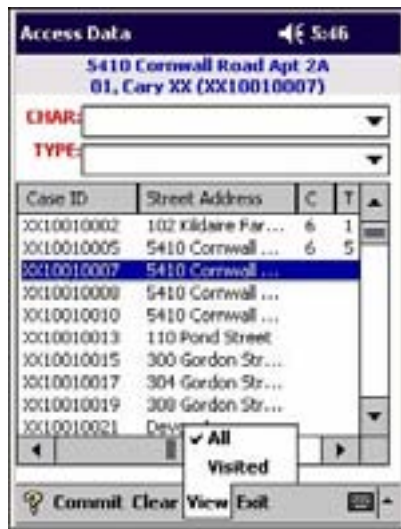 Access Data 5:46
5410 Cornwall Road Apt 2A
01, Cary XX (XX10010007)
CHAR:
TYPE:
Case ID Street Address C T
XX10010002 102 Kildaire Far... 6 1
XX10010005 5410 Cornwall ... 6 5
XX10010007 5410 Cornwall ...
XX10010008 5410 Cornwall ...
XX10010010 5410 Cornwall ...
XX10010013 110 Pond Street
XX10010015 300 Gordon Str...
XX10010017 304 Gordon Str...
XX10010019 308 Gordon Str...
XX10010021
All
Visited
Commit Clear View Exit